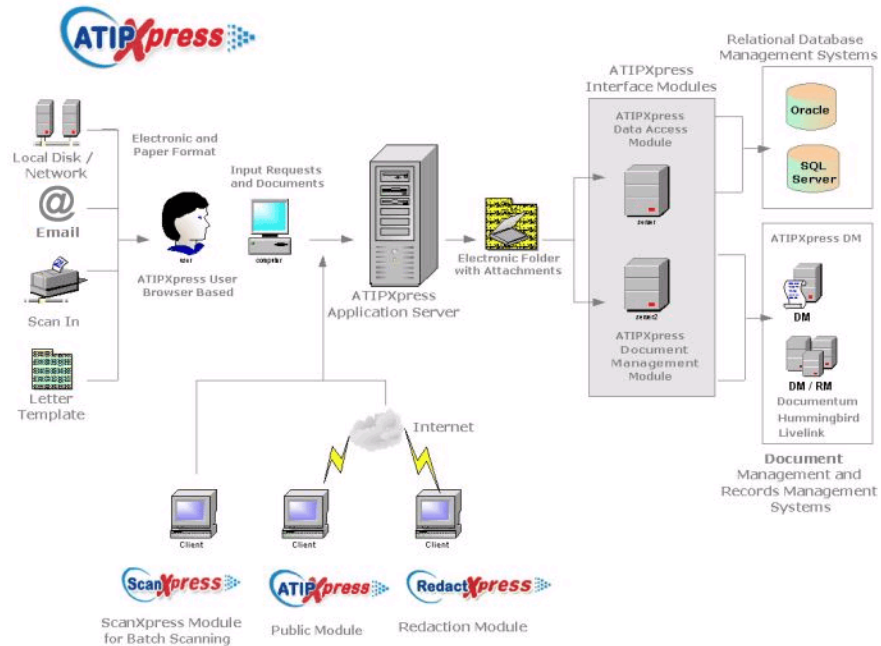 ATIPXpress
Relational Database
Management Systems
Oracle
SQL
Server
ATIPXpress
Interface Modules
ATIPXpress
Data Access
Module
server
server2
ATIPXpress
Document
Management
Module
ATIPXpress DM
DM
DM / RM
Documentum
Hummingbird
Livelink
Document
Management and
Records Management
Systems
Local Disk /
Network
@
Email
Scan In
Letter
Template
Electronic and
Paper Format
user
ATIPXpress User
Browser Based
Input Requests
and Documents
computer
ATIPXpress
Application Server
Electronic Folder
with Attachments
Internet
Client
Client
Client
ScanXpress
ScanXpress Module
for Batch Scanning
ATIPXpress
Public Module
RedactXpress
Redaction Module